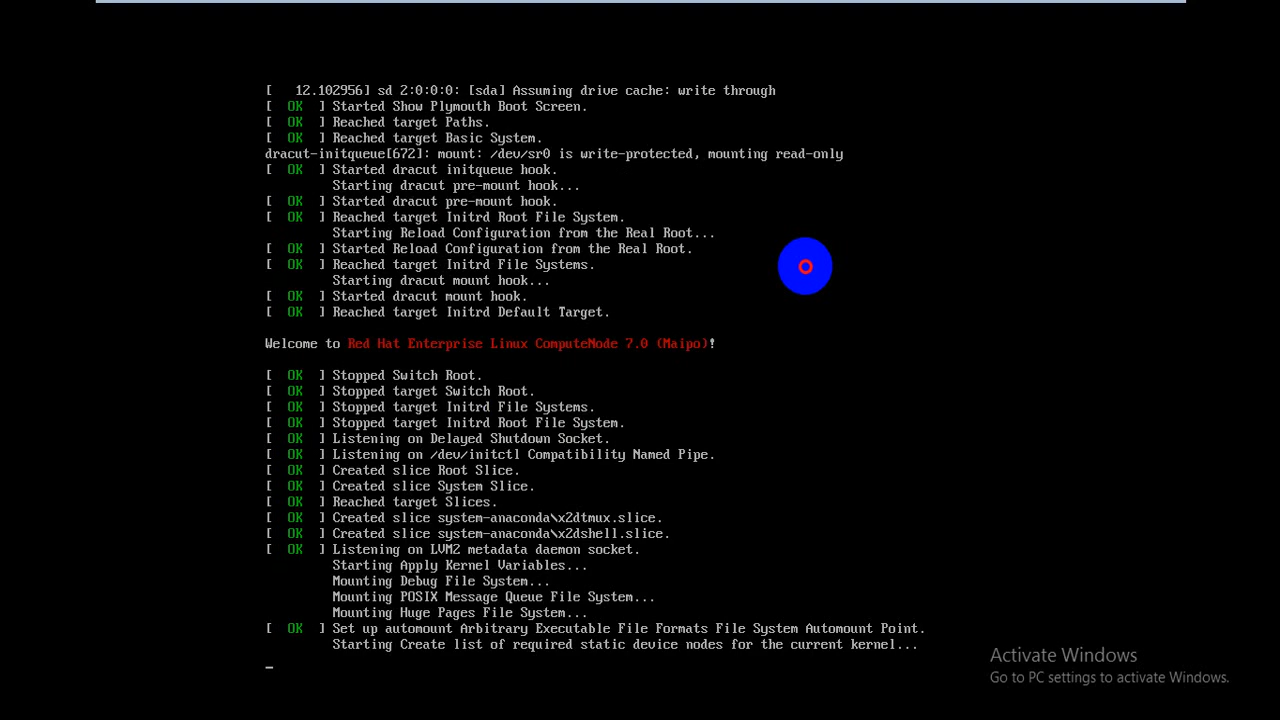 [   12.102956] sd 2:0:0:0: [sda] Assuming drive cache: write through
[  OK  ] Started Show Plymouth Boot Screen.
[  OK  ] Reached target Paths.
[  OK  ] Reached target Basic System.
dracut-initqueue[672]: mount: /dev/sr0 is write-protected, mounting read-only
[  OK  ] Started dracut initqueue hook.
         Starting dracut pre-mount hook...
[  OK  ] Started dracut pre-mount hook.
[  OK  ] Reached target Initrd Root File System.
         Starting Reload Configuration from the Real Root...
[  OK  ] Started Reload Configuration from the Real Root.
[  OK  ] Reached target Initrd File Systems.
         Starting dracut mount hook...
[  OK  ] Started dracut mount hook.
[  OK  ] Reached target Initrd Default Target.
Welcome to Red Hat Enterprise Linux ComputeNode 7.0 (Maipo)!
[  OK  ] Stopped Switch Root.
[  OK  ] Stopped target Switch Root.
[  OK  ] Stopped target Initrd File Systems.
[  OK  ] Stopped target Initrd Root File System.
[  OK  ] Listening on Delayed Shutdown Socket.
[  OK  ] Listening on /dev/initctl Compatibility Named Pipe.
[  OK  ] Created slice Root Slice.
[  OK  ] Created slice System Slice.
[  OK  ] Reached target Slices.
[  OK  ] Created slice system-anaconda\x2dtmux.slice.
[  OK  ] Created slice system-anaconda\x2dshell.slice.
[  OK  ] Listening on LVM2 metadata daemon socket.
         Starting Apply Kernel Variables...
         Mounting Debug File System...
         Mounting POSIX Message Queue File System...
         Mounting Huge Pages File System...
[  OK  ] Set up automount Arbitrary Executable File Formats File System Automount Point.
         Starting Create list of required static device nodes for the current kernel...
Activate Windows
Go to PC settings to activate Windows.